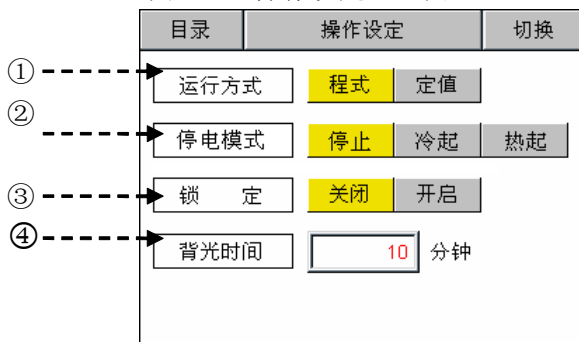 目录 操作设定 切换
① 运行方式 程式 定值
② 停电模式 停止 冷起 热起
③ 锁 定 关闭 开启
④ 背光时间 10 分钟